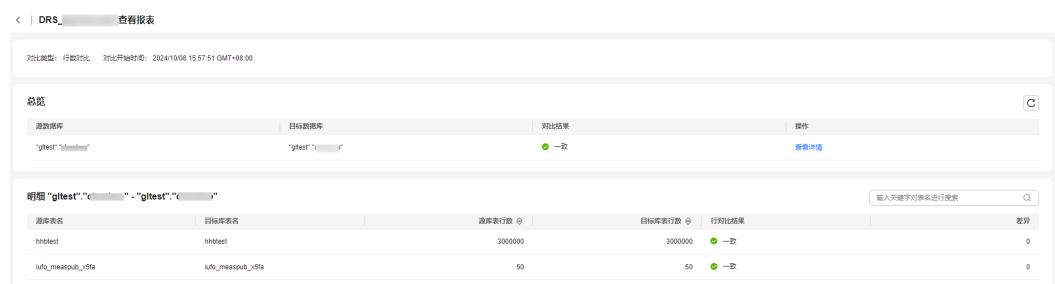 DRS_ 查看报表
对比类型： 行数对比 对比开始时间： 2024/10/08 15:57:51 GMT+08:00
总览
源数据库 目标数据库 对比结果 操作
"gltest"." " "gltest"." " 一致 查看详情
明细 "gltest"." " - "gltest"." "
输入关键字对表名进行搜索
源库表名 目标库表名 源库表行数 目标库表行数 行对比结果 差异
hhbtest hhbtest 3000000 3000000 一致 0
iufo_measpub_x5fa iufo_measpub_x5fa 50 50 一致 0